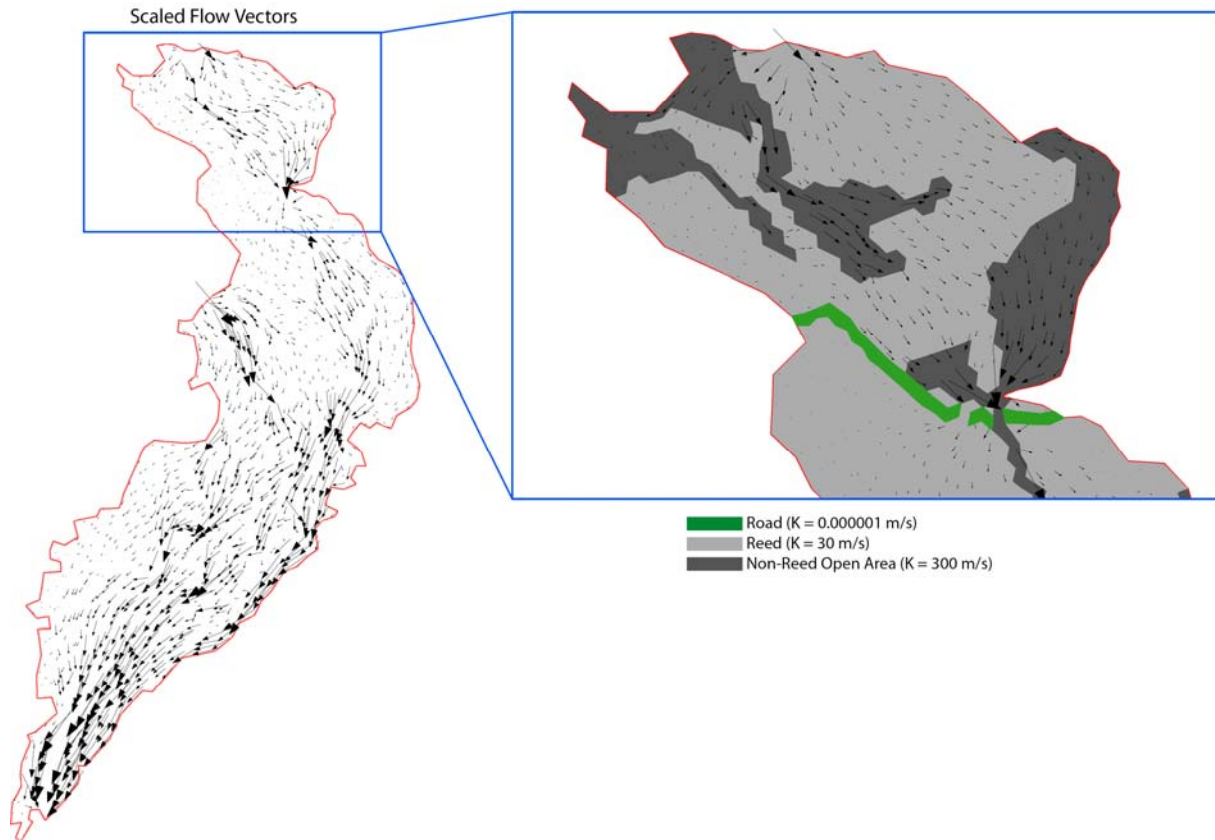 Scaled Flow Vectors
Road (K = 0.000001 m/s)
Reed (K = 30 m/s)
Non-Reed Open Area (K = 300 m/s)